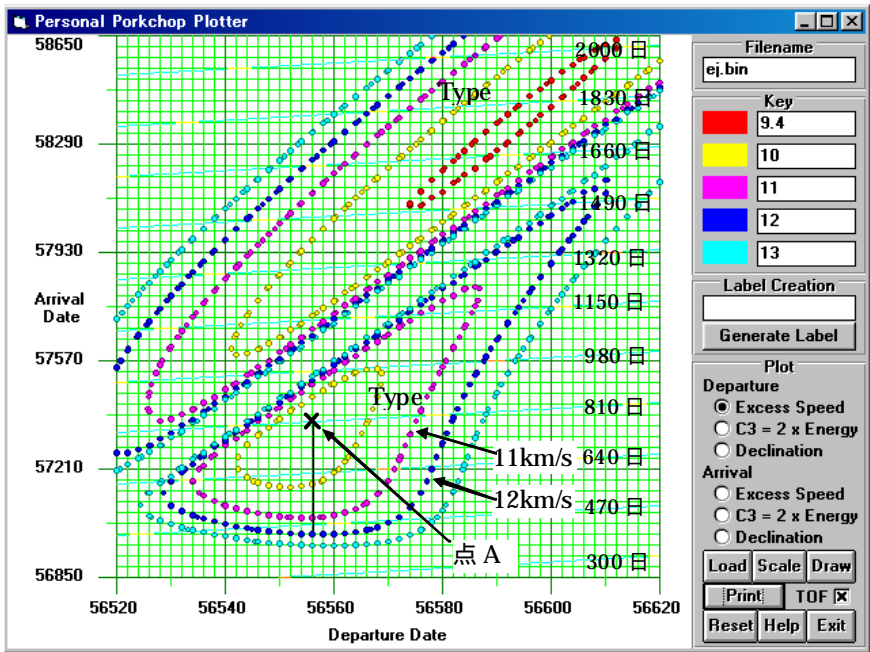 Personal Porkchop Plotter
58650
58290
57930
Arrival
Date
57570
57210
56850
56520
56540
56560
56580
56600
56620
Departure Date
Type
Type
2000 日
1830 日
1660 日
1490 日
1320 日
1150 日
980 日
810 日
640 日
470 日
300 日
11km/s
12km/s
点 A
Filename
ej.bin
Key
9.4
10
11
12
13
Label Creation
Generate Label
Plot
Departure
Excess Speed
C3 = 2 x Energy
Declination
Arrival
Excess Speed
C3 = 2 x Energy
Declination
Load Scale Draw
Print TOF
Reset Help Exit